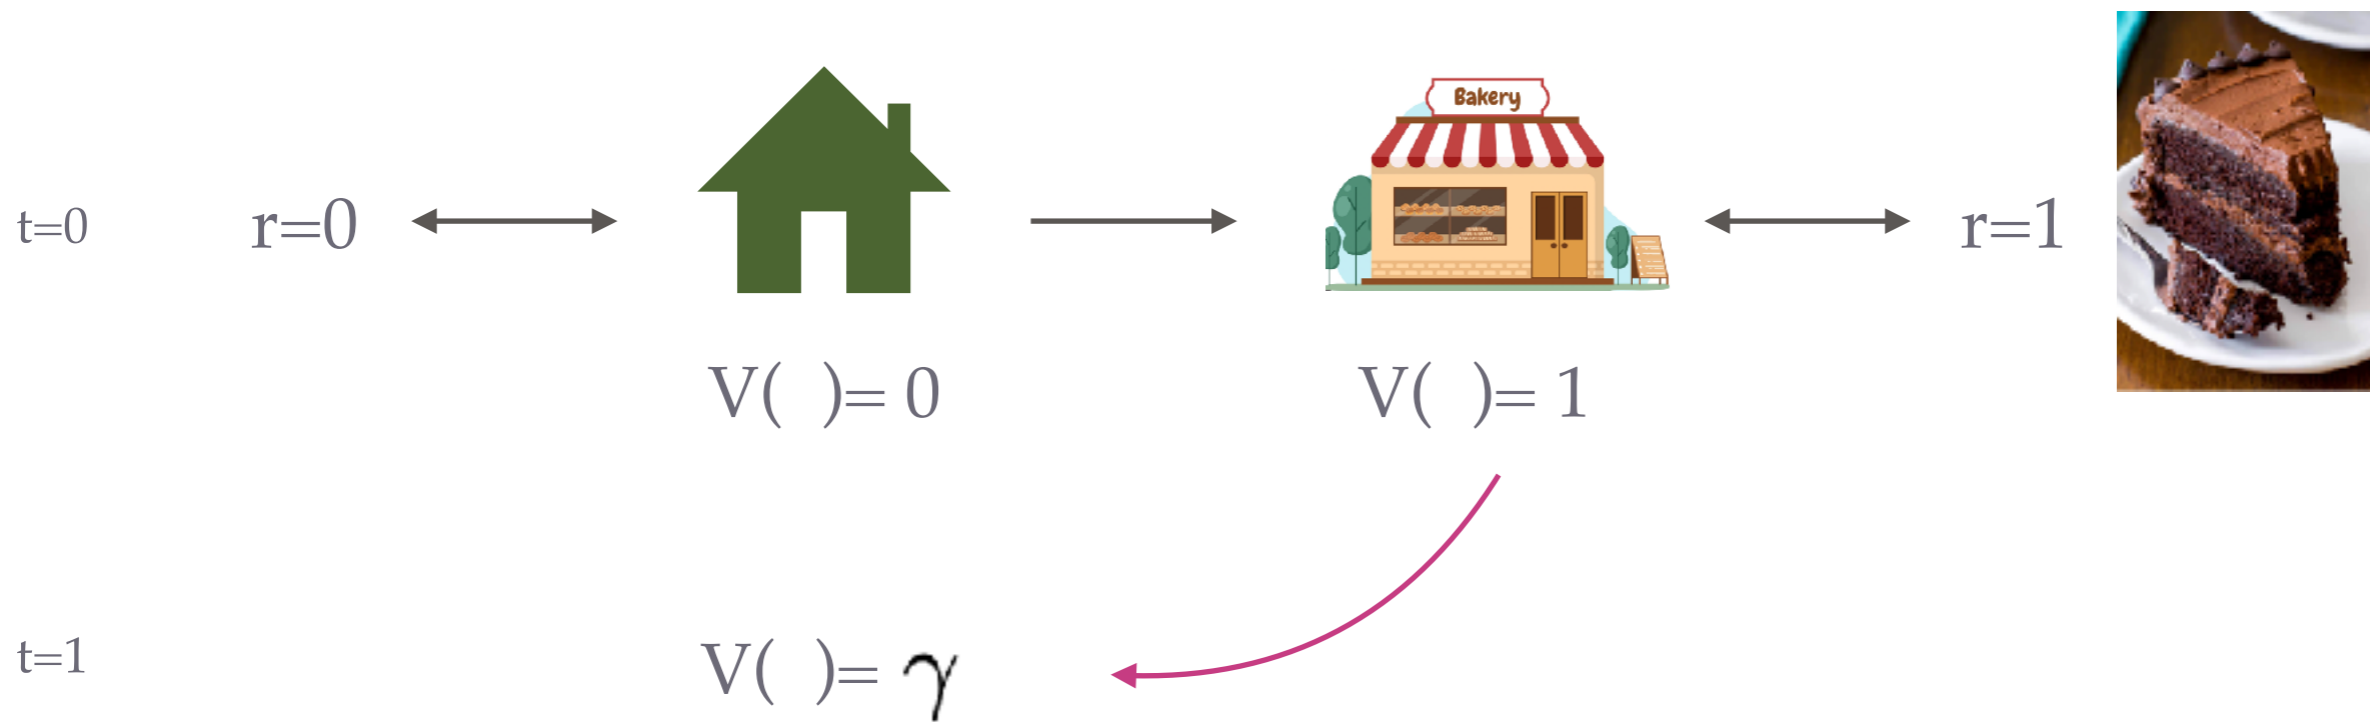 Bakery
t=0 r=0 r=1
V( )= 0 V( )= 1
t=1 V( )= γ